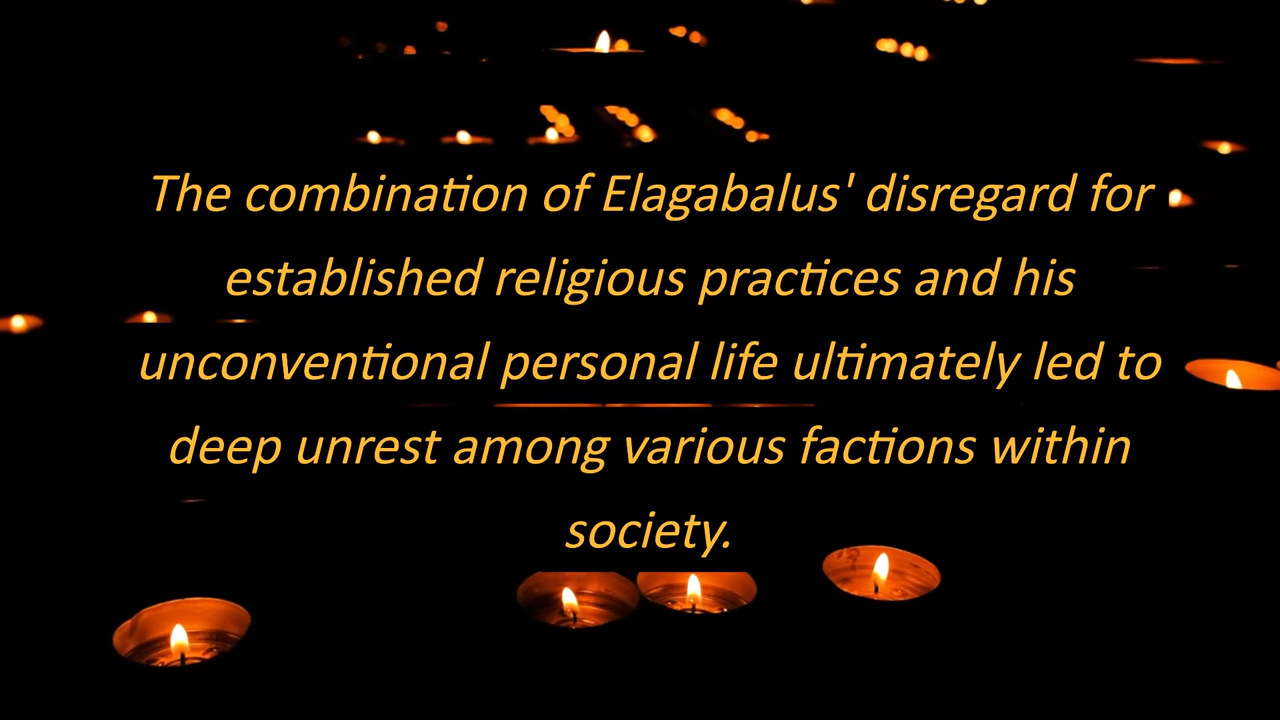 The combination of Elagabalus' disregard for
established religious practices and his
unconventional personal life ultimately led to
deep unrest among various factions within
society.